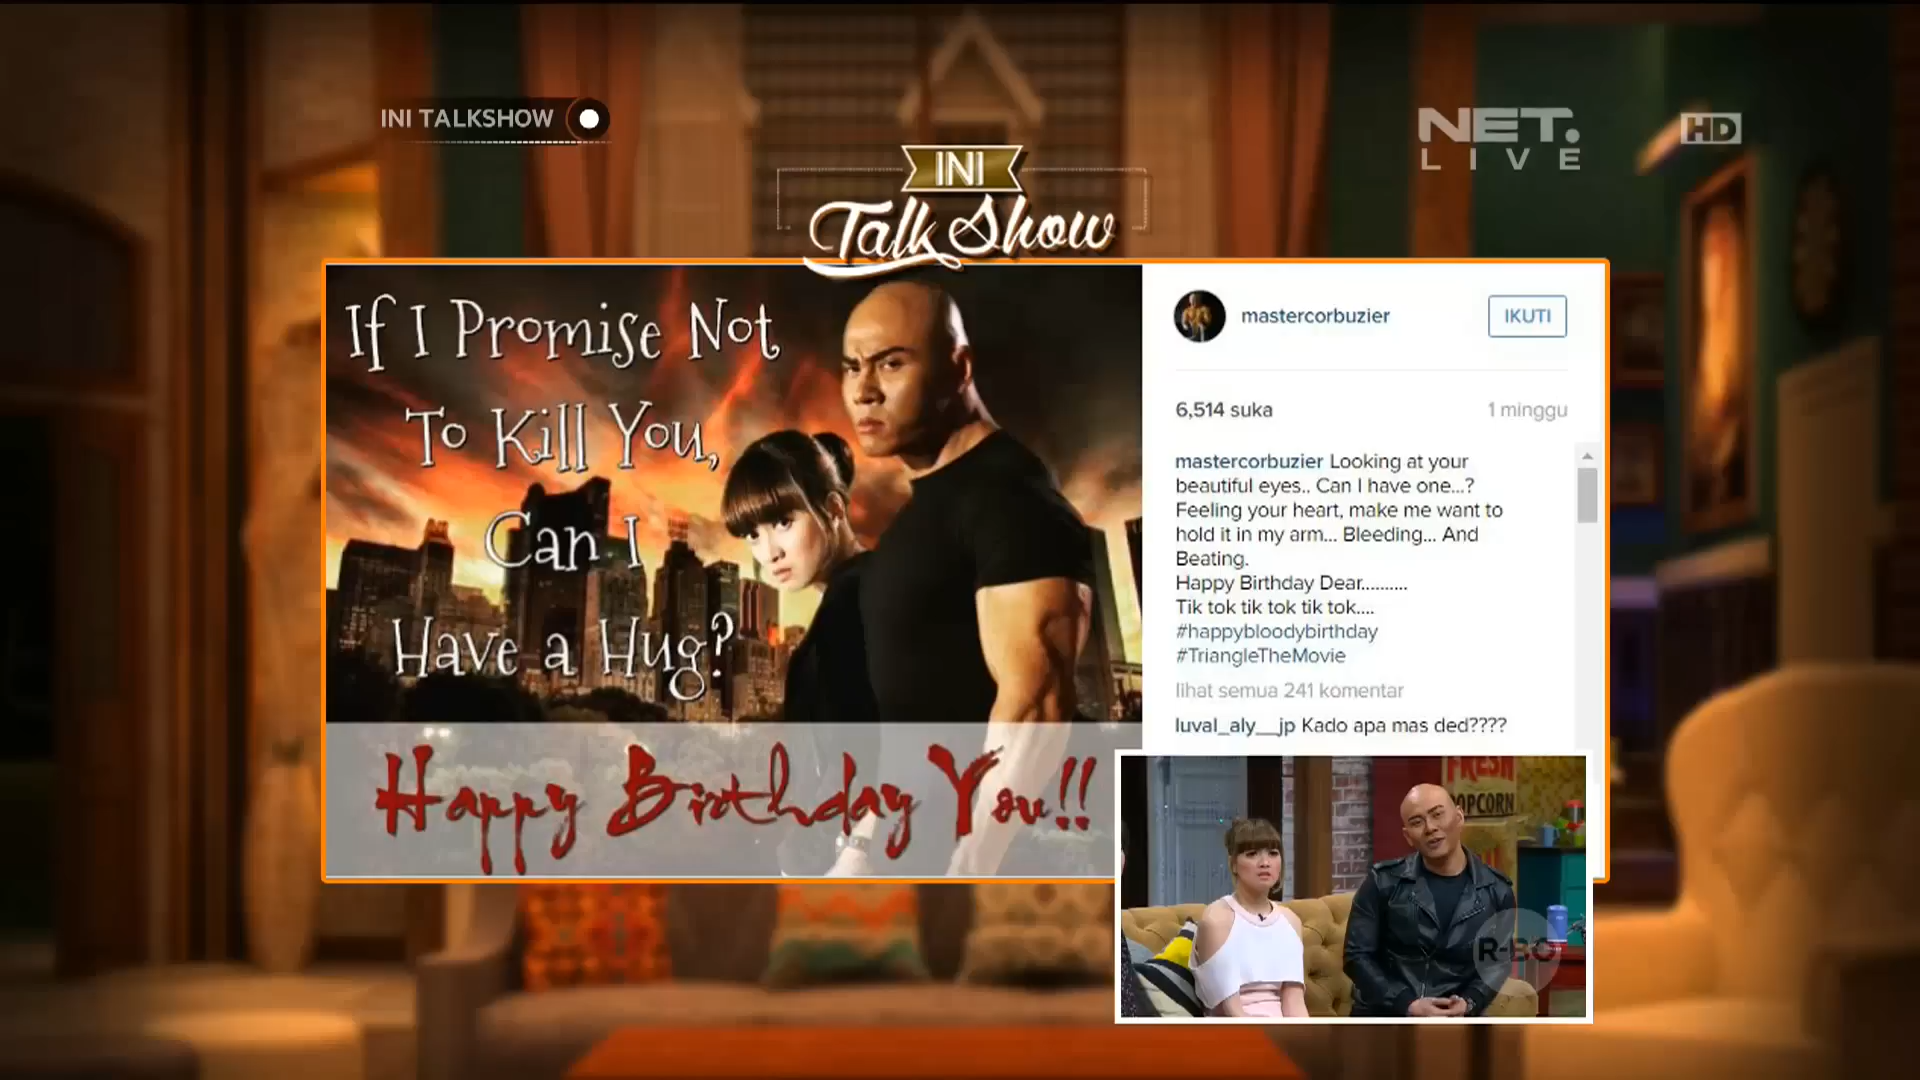 INI TALKSHOW
NET.
LIVE
HD
INI
Talk Show
If I Promise Not
To Kill You,
Can I
Have a Hug?
Happy Birthday You!!
mastercorbuzier
IKUTI
6,514 suka
1 minggu
mastercorbuzier Looking at your
beautiful eyes.. Can I have one...?
Feeling your heart, make me want to
hold it in my arm... Bleeding... And
Beating.
Happy Birthday Dear..........
Tik tok tik tok tik tok....
#happybloodybirthday
#TriangleTheMovie
lihat semua 241 komentar
luval_aly__jp Kado apa mas ded????
FRESH
POPCORN
R-BO